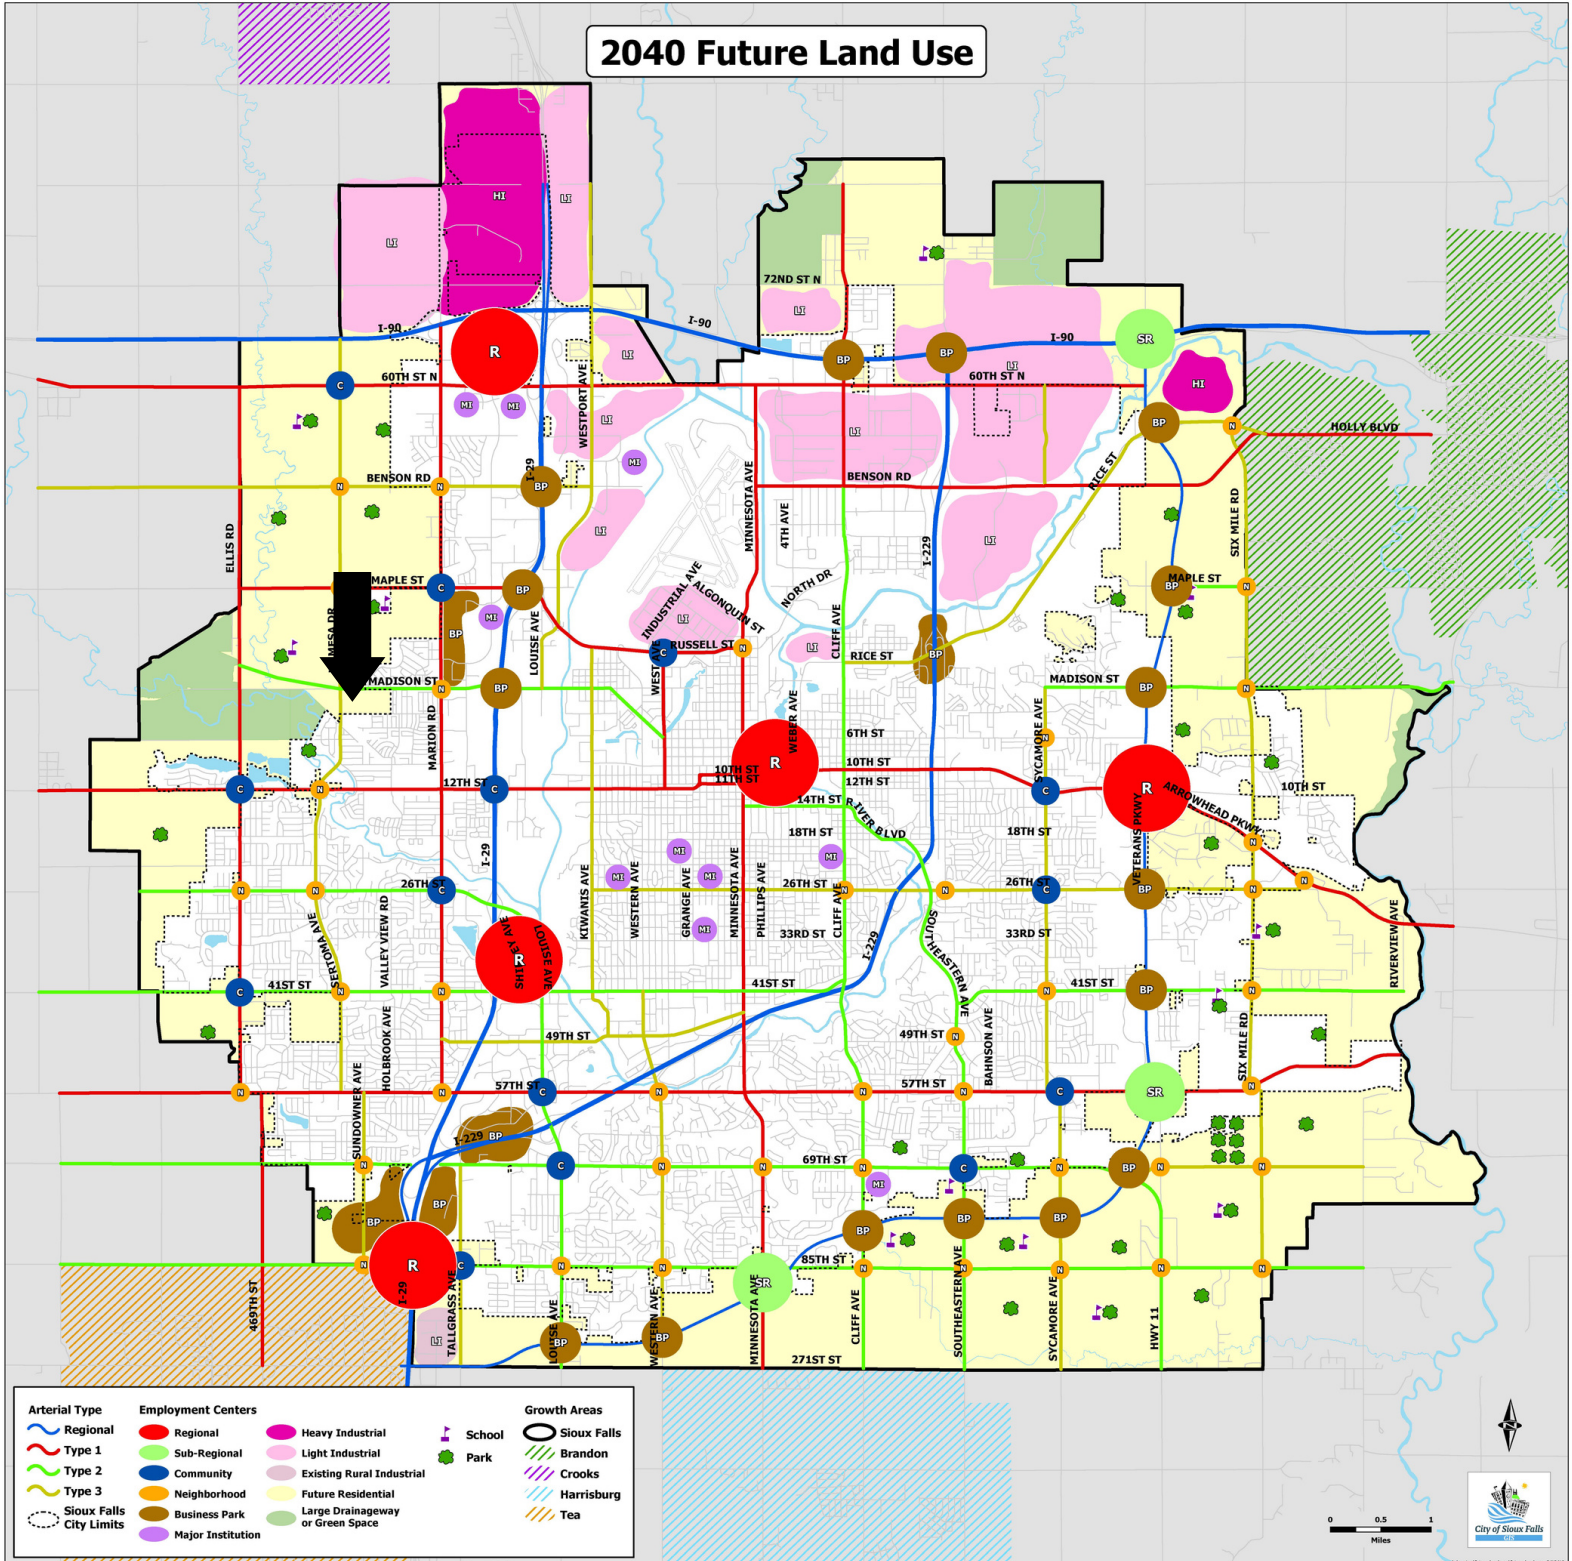 2040 Future Land Use
HI
LI
LI
72ND ST N
LI
I-90
I-90
I-90
R
LI
BP
BP
SR
LI
C
60TH ST N
60TH ST N
HI
MI
MI
WESTPORT AVE
LI
LI
BP
N
HOLLY BLVD
MI
I-29
BENSON RD
N
N
BP
BENSON RD
RICE ST
MINNESOTA AVE
4TH AVE
SIX MILE RD
ELLIS RD
LI
LI
I-229
MAPLE ST
C
BP
BP
MAPLE ST
N
NORTH DR
INDUSTRIAL AVE
ALGONQUIN ST
LI
MESA DR
BP
MI
LOUISE AVE
CLIFF AVE
C
RUSSELL ST
N
LI
RICE ST
BP
WEST AVE
MADISON ST
N
BP
MADISON ST
BP
N
MARION RD
WEBER AVE
SYCAMORE AVE
6TH ST
N
R
10TH ST
11TH ST
10TH ST
12TH ST
C
N
12TH ST
C
C
R
10TH ST
ARROWHEAD PKWY
VETERANS PKWY
14TH ST
RIVER BLVD
18TH ST
18TH ST
I-29
MI
MI
MI
MI
N
N
N
26TH ST
C
26TH ST
N
N
26TH ST
C
BP
N
N
SERTOMA AVE
VALLEY VIEW RD
SHIRLEY AVE
LOUISE AVE
R
KIWANIS AVE
WESTERN AVE
GRANGE AVE
MI
MINNESOTA AVE
PHILLIPS AVE
CLIFF AVE
33RD ST
I-229
SOUTHEASTERN AVE
33RD ST
RIVERVIEW AVE
C
41ST ST
N
N
41ST ST
N
41ST ST
BP
N
HOLBROOK AVE
49TH ST
49TH ST
N
BAHNSON AVE
SIX MILE RD
SUNDOWNER AVE
N
N
57TH ST
C
N
N
57TH ST
N
C
SR
N
BP
I-229
N
C
N
N
69TH ST
N
C
N
BP
N
N
MI
BP
BP
BP
BP
BP
N
R
C
N
N
SR
85TH ST
N
N
N
N
N
469TH ST
I-29
TALLGRASS AVE
LI
LOUISE AVE
BP
WESTERN AVE
BP
MINNESOTA AVE
CLIFF AVE
SOUTHEASTERN AVE
SYCAMORE AVE
HWY 11
271ST ST
Arterial Type
Regional
Type 1
Type 2
Type 3
Sioux Falls
City Limits
Employment Centers
Regional
Sub-Regional
Community
Neighborhood
Business Park
Major Institution
Heavy Industrial
Light Industrial
Existing Rural Industrial
Future Residential
Large Drainageway
or Green Space
School
Park
Growth Areas
Sioux Falls
Brandon
Crooks
Harrisburg
Tea
0 0.5 1
Miles
City of Sioux Falls
GIS